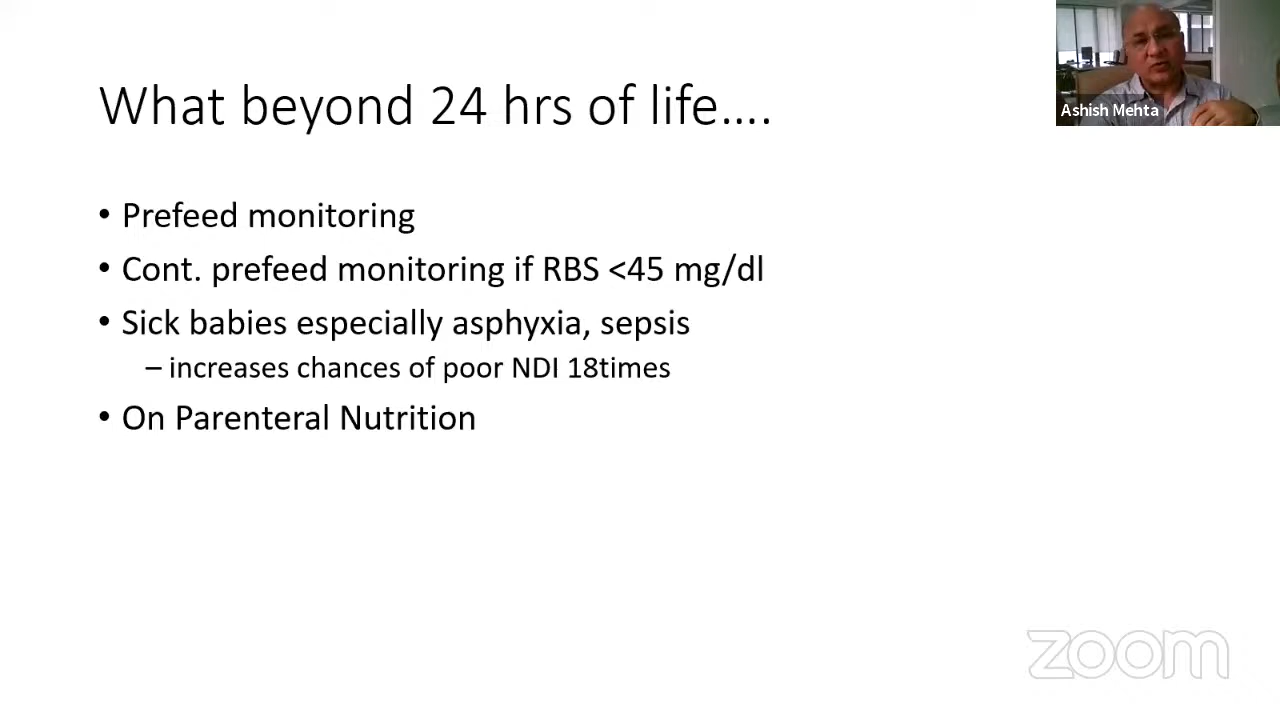 What beyond 24 hrs of life....
Ashish Mehta
• Prefeed monitoring
• Cont. prefeed monitoring if RBS <45 mg/dl
• Sick babies especially asphyxia, sepsis
– increases chances of poor NDI 18times
• On Parenteral Nutrition
zoom